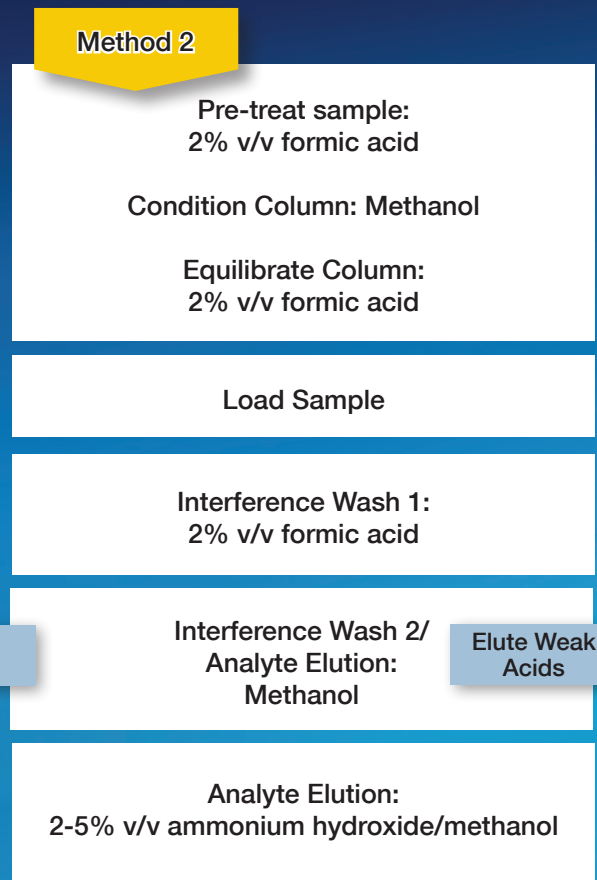 Method 2
Pre-treat sample:
2% v/v formic acid
Condition Column: Methanol
Equilibrate Column:
2% v/v formic acid
Load Sample
Interference Wash 1:
2% v/v formic acid
Interference Wash 2/
Analyte Elution:
Methanol
Elute Weak
Acids
Analyte Elution:
2-5% v/v ammonium hydroxide/methanol